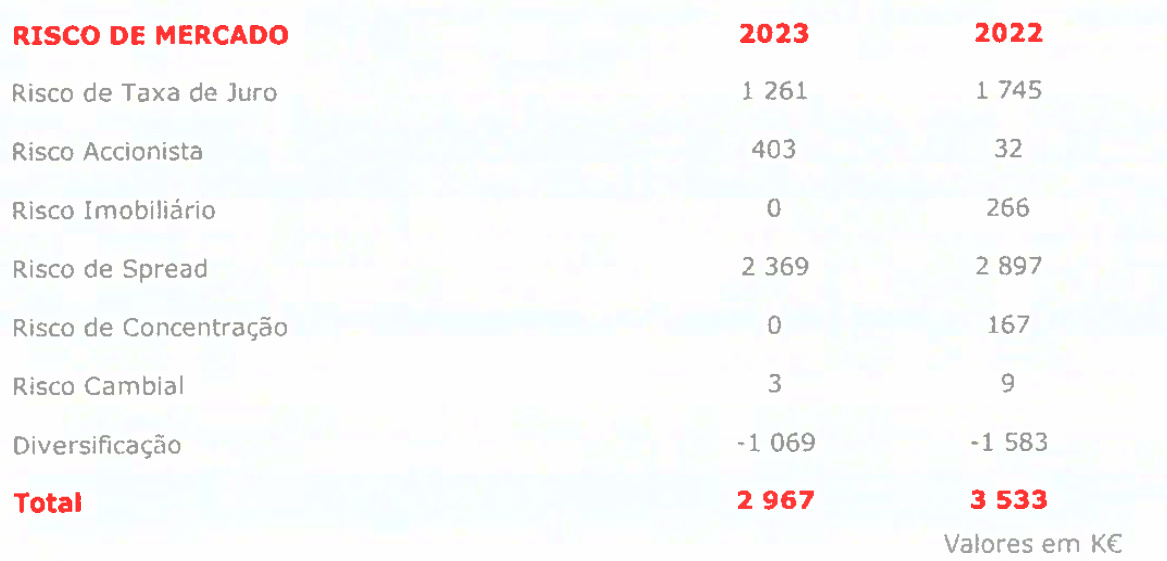 RISCO DE MERCADO 2023 2022
Risco de Taxa de Juro 1 261 1 745
Risco Accionista 403 32
Risco Imobiliário 0 266
Risco de Spread 2 369 2 897
Risco de Concentração 0 167
Risco Cambial 3 9
Diversificação -1 069 -1 583
Total 2 967 3 533
Valores em K€